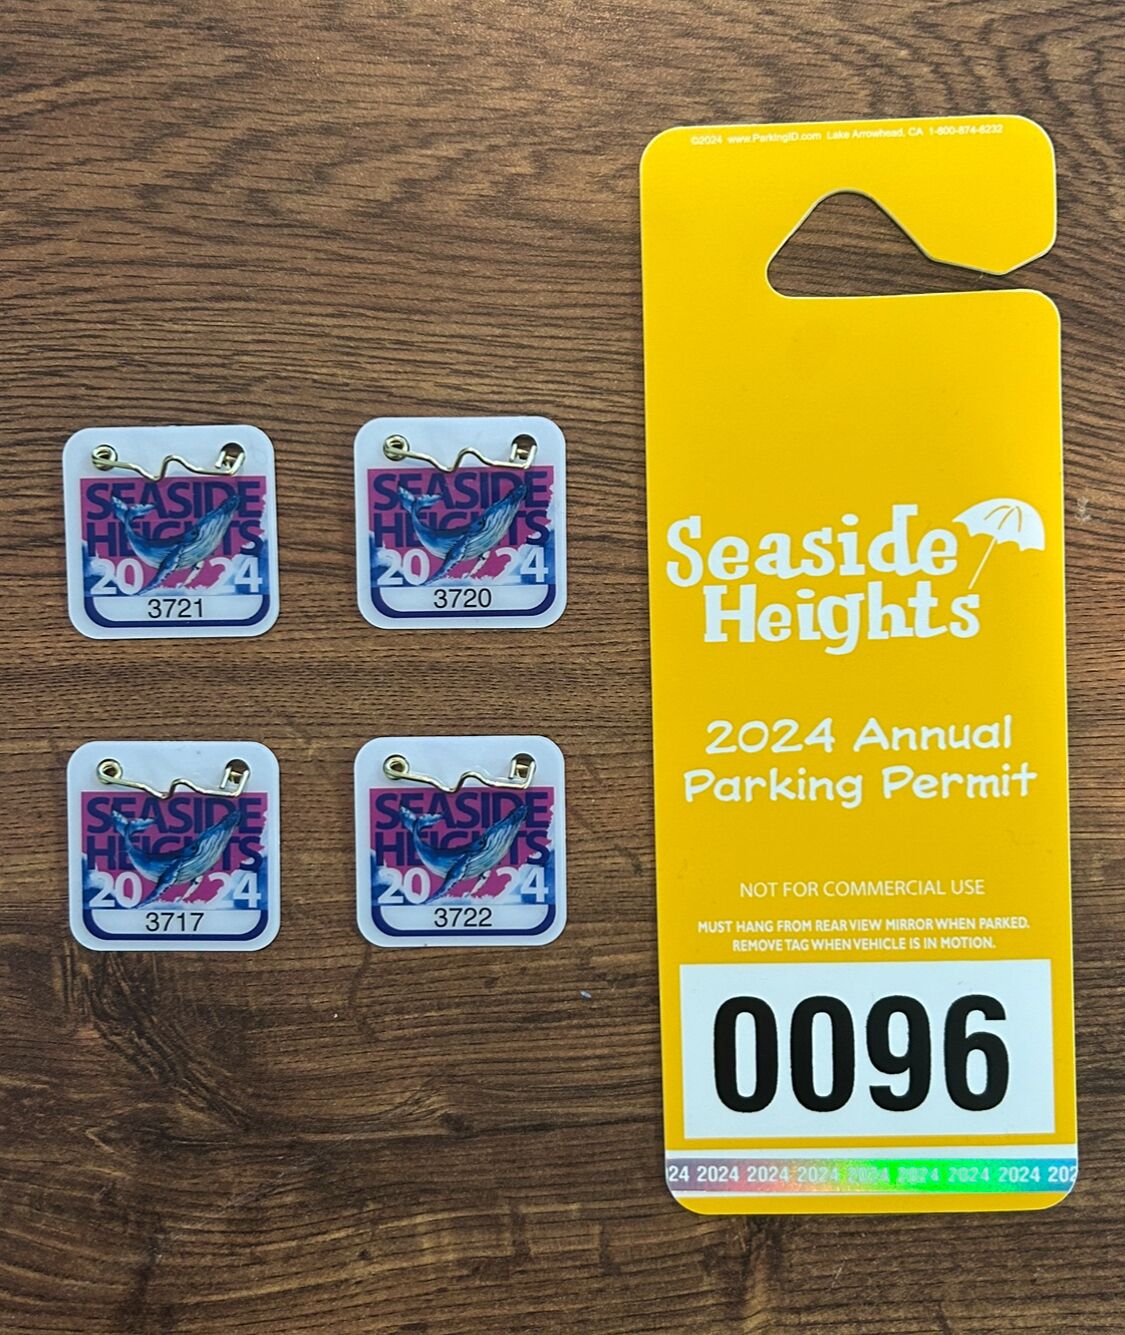 SEASIDE
HEIGHTS
2024
3721
SEASIDE
HEIGHTS
2024
3720
SEASIDE
HEIGHTS
2024
3717
SEASIDE
HEIGHTS
2024
3722
©2024 www.ParkingID.com Lake Arrowhead, CA 1-800-874-6232
Seaside
Heights
2024 Annual
Parking Permit
NOT FOR COMMERCIAL USE
MUST HANG FROM REAR VIEW MIRROR WHEN PARKED.
REMOVE TAG WHEN VEHICLE IS IN MOTION.
0096
24 2024 2024 2024 2024 2024 2024 2024 202